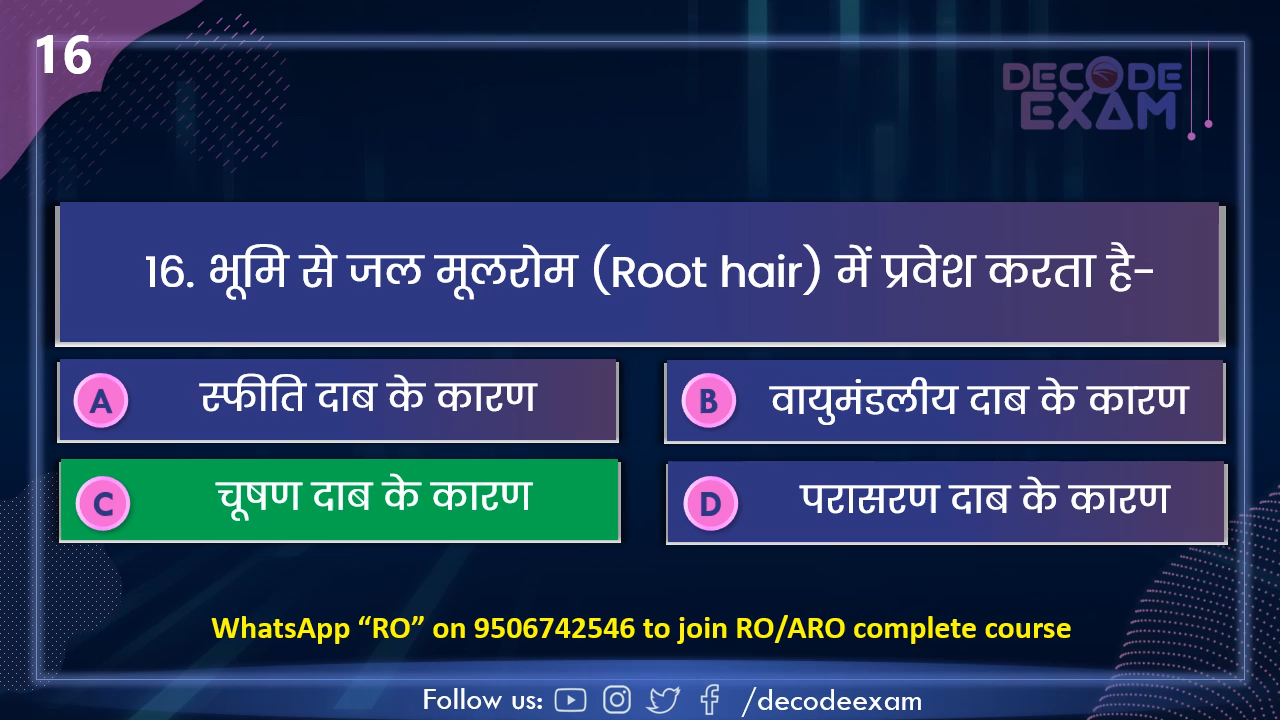 16
DECODE
EXAM
16. भूमि से जल मूलरोम (Root hair) में प्रवेश करता है-
A स्फीति दाब के कारण
B वायुमंडलीय दाब के कारण
C चूषण दाब के कारण
D परासरण दाब के कारण
WhatsApp “RO” on 9506742546 to join RO/ARO complete course
Follow us: /decodeexam